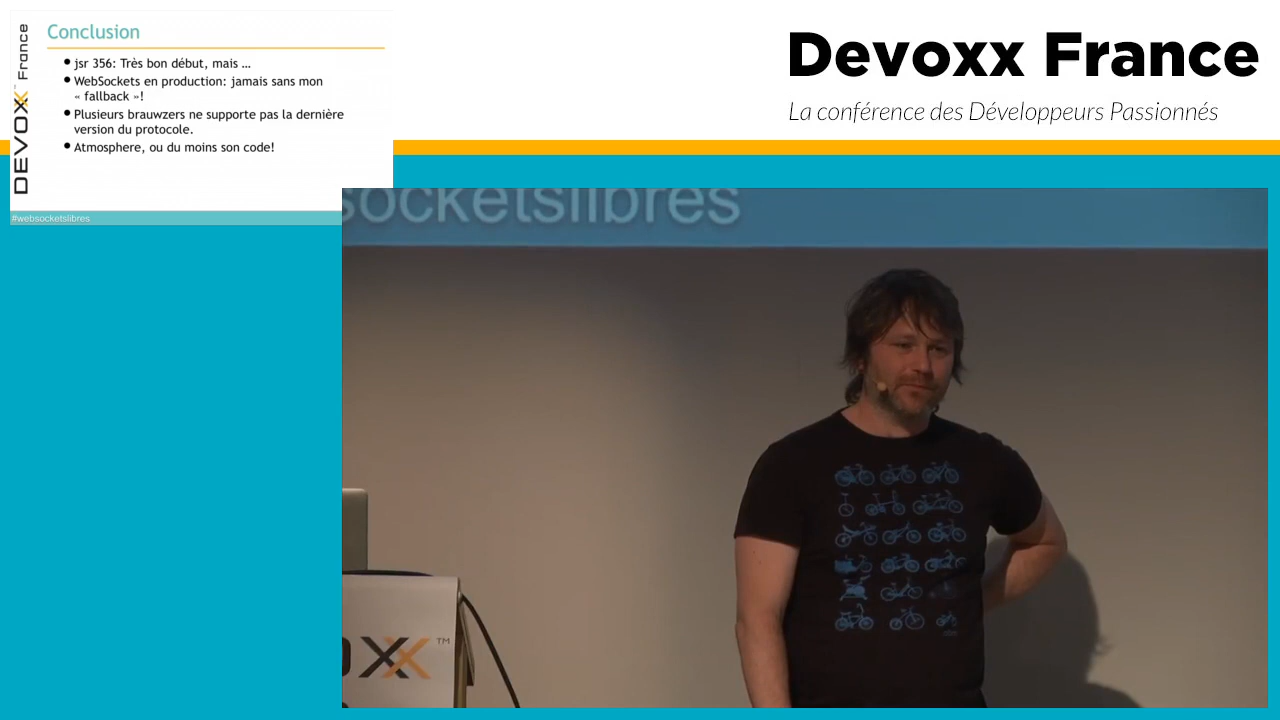 Conclusion
jsr 356: Très bon début, mais ...
WebSockets en production: jamais sans mon
« fallback »!
Plusieurs brauwzers ne supporte pas la dernière
version du protocole.
Atmosphere, ou du moins son code!
DEVOXX™ France
#websocketslibres
Devoxx France
La conférence des Développeurs Passionnés
socketslibres
OXX™